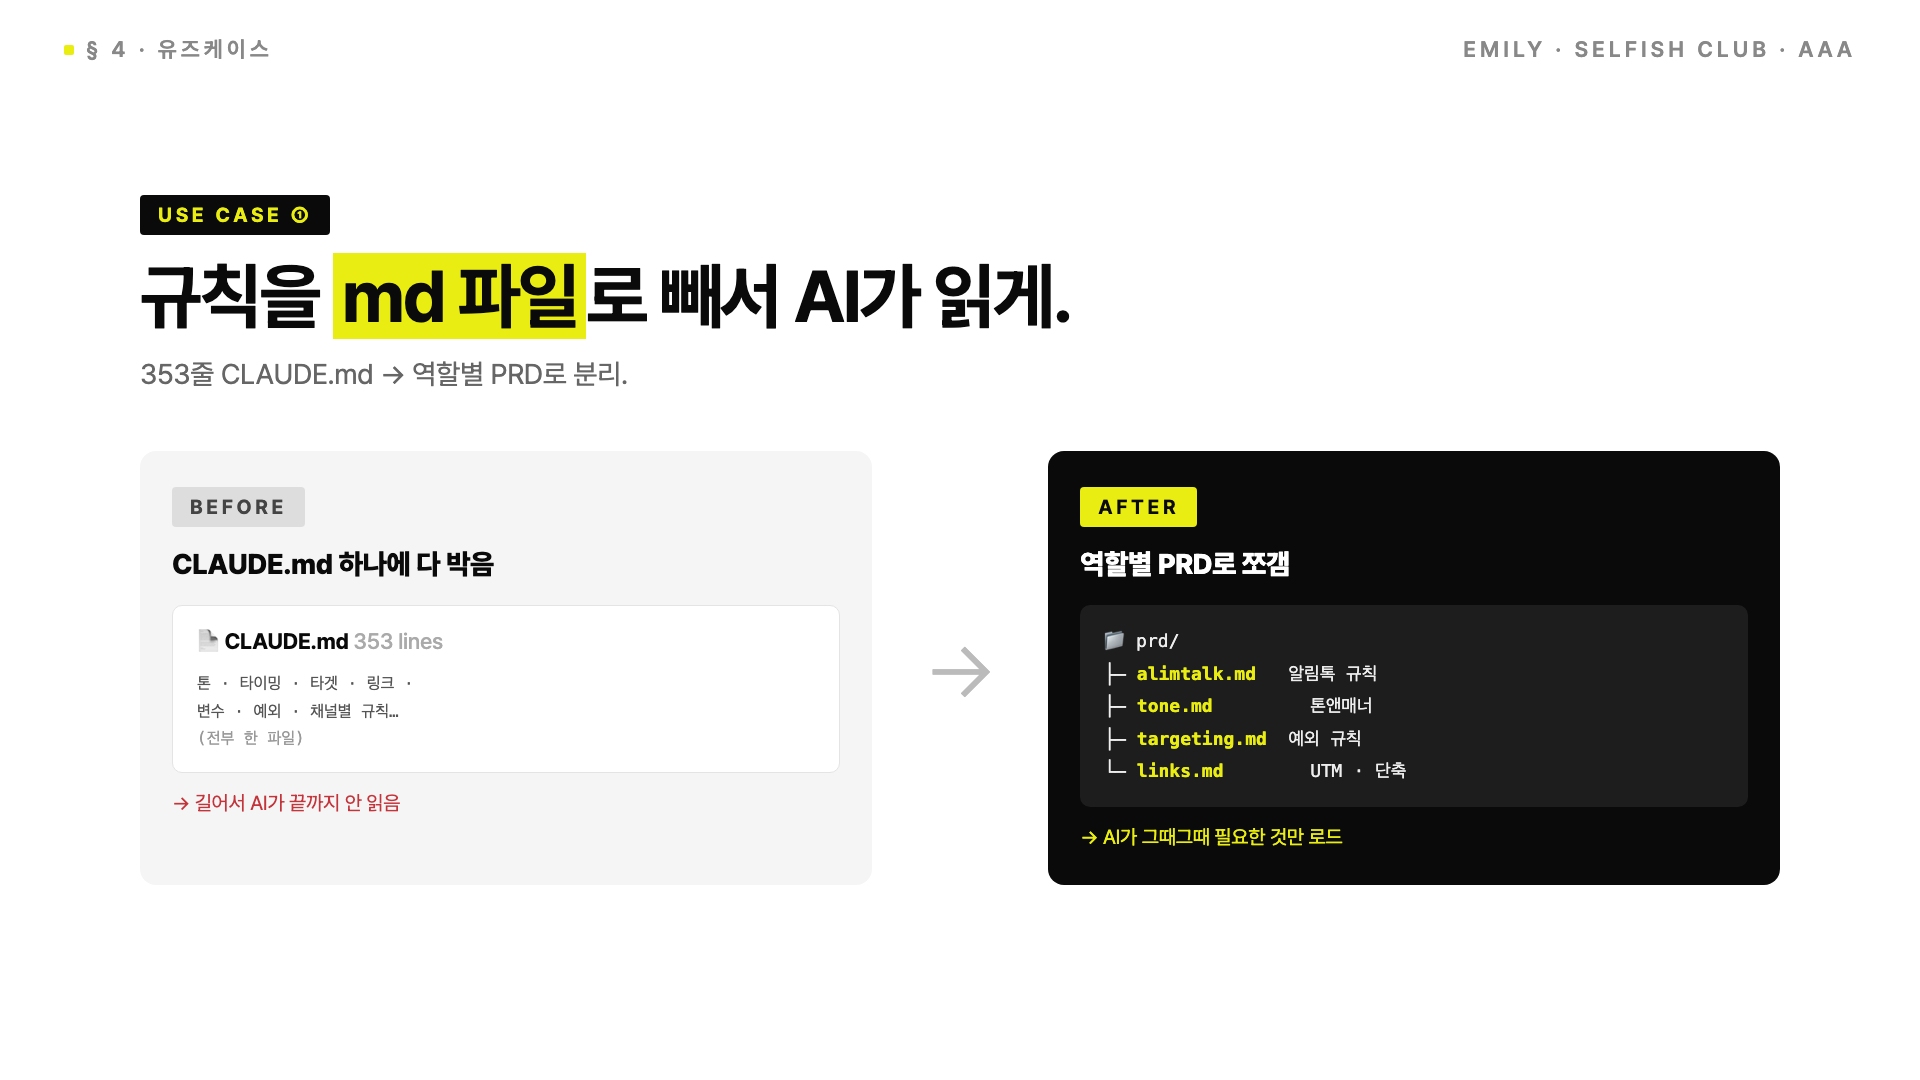 § 4 · 유즈케이스
EMILY · SELFISH CLUB · AAA
USE CASE ①
규칙을 md 파일로 빼서 AI가 읽게.
353줄 CLAUDE.md → 역할별 PRD로 분리.
BEFORE
CLAUDE.md 하나에 다 박음
CLAUDE.md 353 lines
톤 · 타이밍 · 타겟 · 링크 ·
변수 · 예외 · 채널별 규칙…
(전부 한 파일)
→ 길어서 AI가 끝까지 안 읽음
→
AFTER
역할별 PRD로 쪼갬
prd/
├─ alimtalk.md 알림톡 규칙
├─ tone.md 톤앤매너
├─ targeting.md 예외 규칙
└─ links.md UTM · 단축
→ AI가 그때그때 필요한 것만 로드